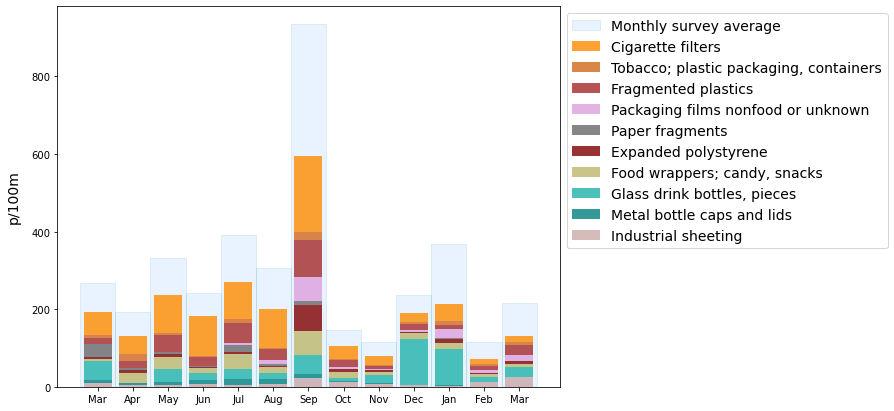 Monthly survey average
Cigarette filters
Tobacco; plastic packaging, containers
Fragmented plastics
Packaging films nonfood or unknown
Paper fragments
Expanded polystyrene
Food wrappers; candy, snacks
Glass drink bottles, pieces
Metal bottle caps and lids
Industrial sheeting
p/100m
800
600
400
200
0
Mar Apr May Jun Jul Aug Sep Oct Nov Dec Jan Feb Mar